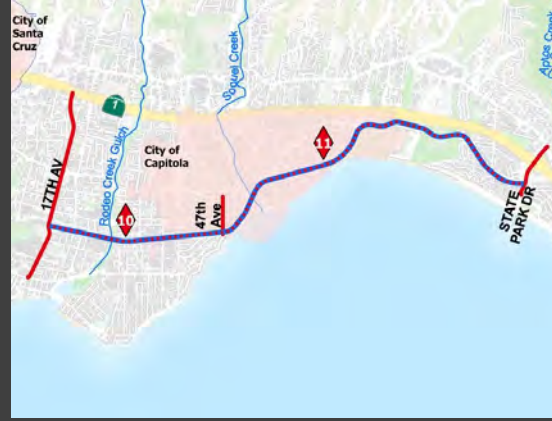 City of
Santa
Cruz
1
Soquel Creek
Aptos Creek
Rodeo Creek Gulch
City of
Capitola
11
17TH AV
10
47th
Ave
STATE
PARK DR